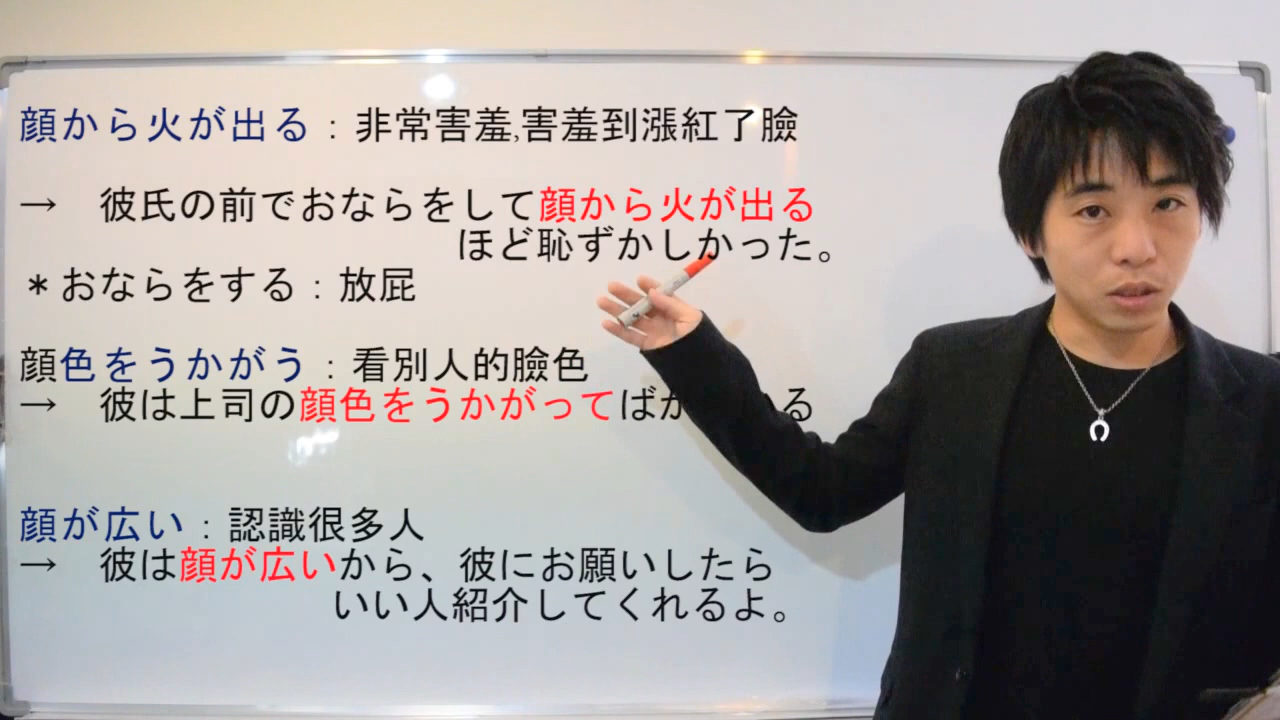 顔から火が出る：非常害羞,害羞到漲紅了臉
→　彼氏の前でおならをして顔から火が出る
ほど恥ずかしかった。
＊おならをする：放屁
顔色をうかがう：看別人的臉色
→　彼は上司の顔色をうかがってばか　る
顔が広い：認識很多人
→　彼は顔が広いから、彼にお願いしたら
いい人紹介してくれるよ。